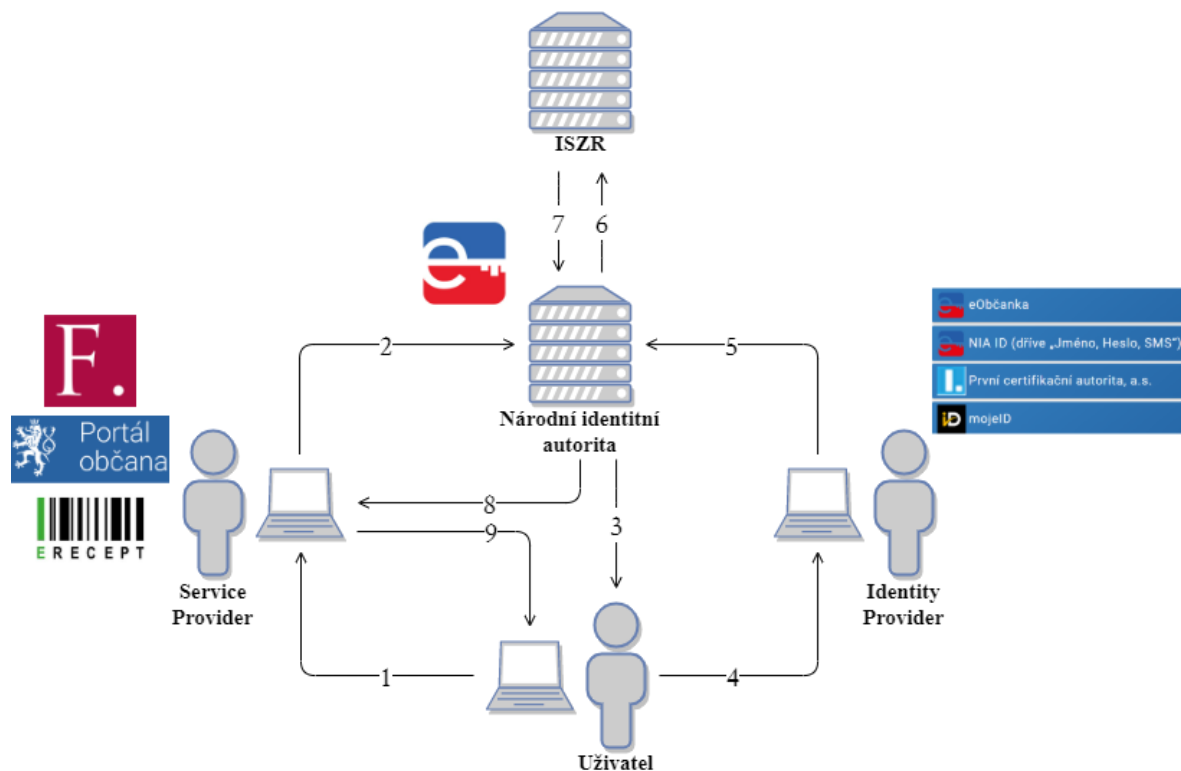 ISZR
7
6
e
F.
2
5
eObčanka
NIA ID (dříve „Jméno, Heslo, SMS“)
I.
První certifikační autorita, a.s.
iD
mojeID
Národní identitní
autorita
Portál
občana
8
3
9
ERECEPT
Service
Provider
Identity
Provider
1
4
Uživatel